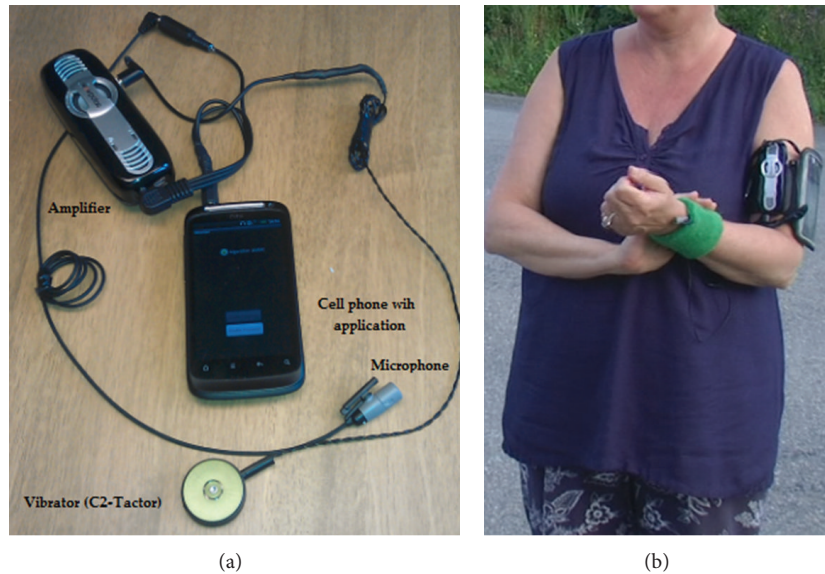 Amplifier
Cell phone wih
application
Microphone
Vibrator (C2-Tactor)
(a)
(b)